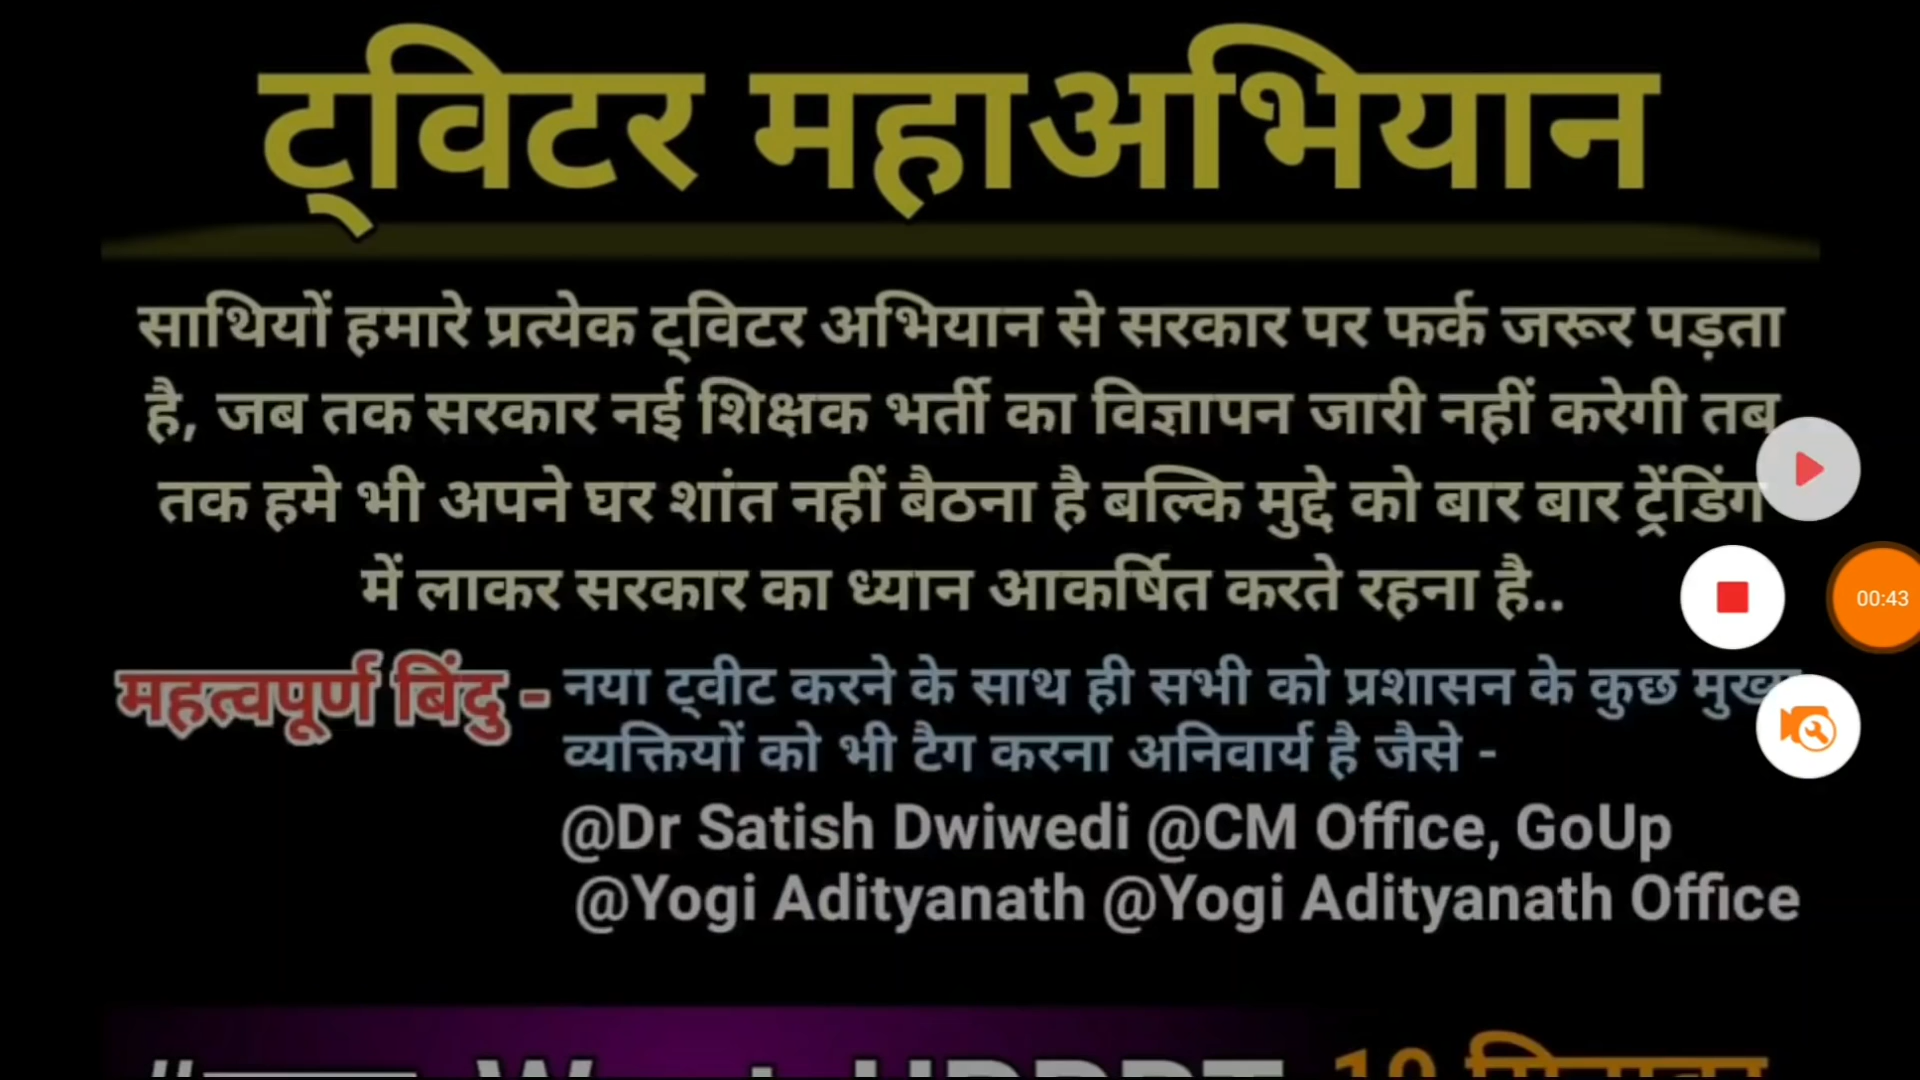 ट्विटर महाअभियान
साथियों हमारे प्रत्येक ट्विटर अभियान से सरकार पर फर्क जरूर पड़ता
है, जब तक सरकार नई शिक्षक भर्ती का विज्ञापन जारी नहीं करेगी तब
तक हमे भी अपने घर शांत नहीं बैठना है बल्कि मुद्दे को बार बार ट्रेंडिंग
में लाकर सरकार का ध्यान आकर्षित करते रहना है..
00:43
महत्वपूर्ण बिंदु - नया ट्वीट करने के साथ ही सभी को प्रशासन के कुछ
व्यक्तियों को भी टैग करना अनिवार्य है जैसे -
@Dr Satish Dwiwedi @CM Office, GoUp
@Yogi Adityanath @Yogi Adityanath Office